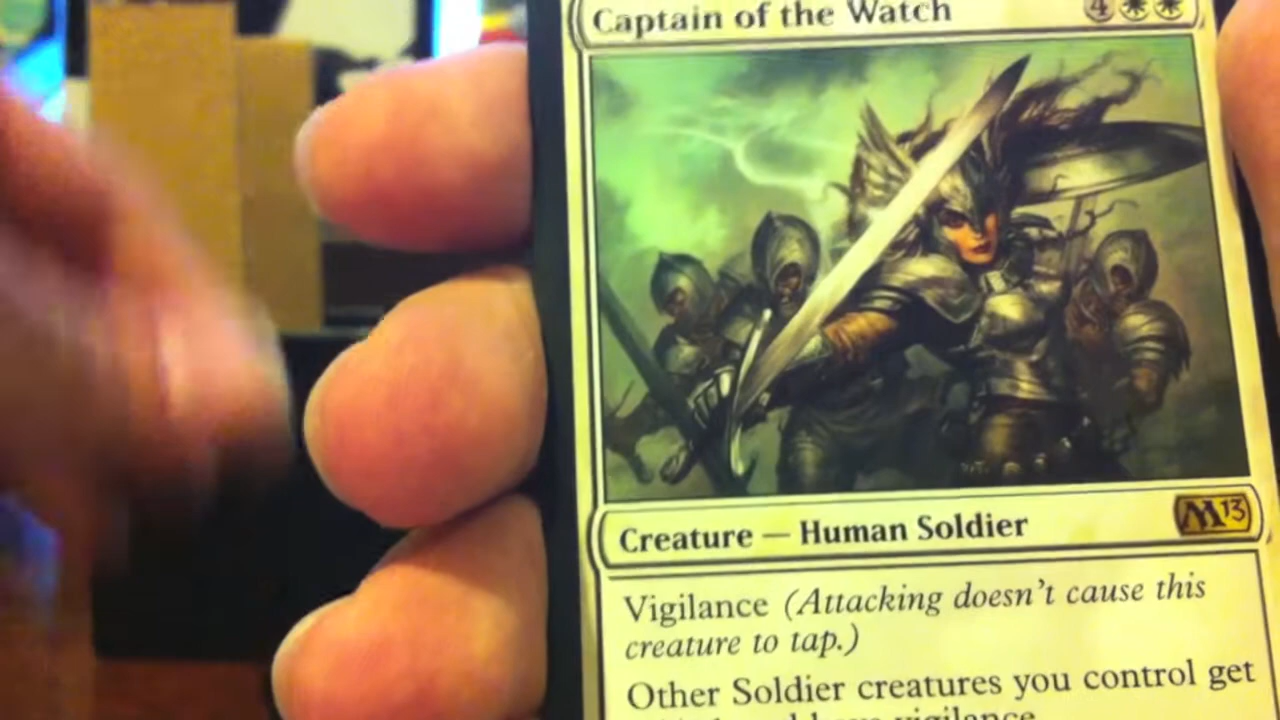 Captain of the Watch 4
Creature — Human Soldier M13
Vigilance (Attacking doesn't cause this
creature to tap.)
Other Soldier creatures you control get
vigilance